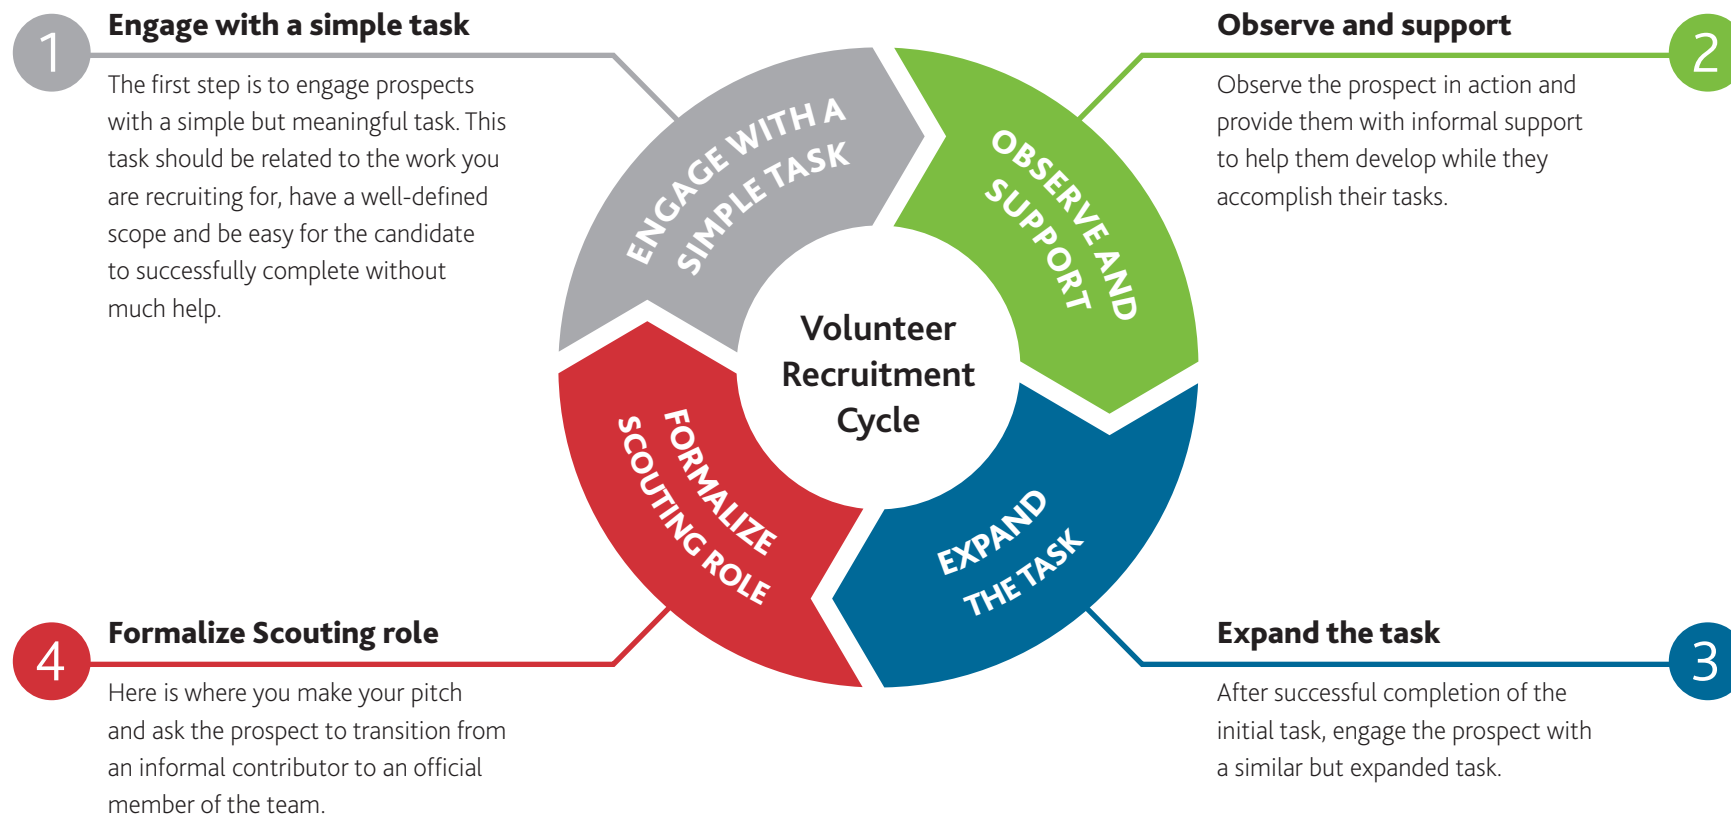 1
Engage with a simple task
The first step is to engage prospects
with a simple but meaningful task. This
task should be related to the work you
are recruiting for, have a well-defined
scope and be easy for the candidate
to successfully complete without
much help.
2
Observe and support
Observe the prospect in action and
provide them with informal support
to help them develop while they
accomplish their tasks.
ENGAGE WITH A
SIMPLE TASK
OBSERVE AND
SUPPORT
Volunteer
Recruitment
Cycle
FORMALIZE
SCOUTING ROLE
EXPAND
THE TASK
3
Expand the task
After successful completion of the
initial task, engage the prospect with
a similar but expanded task.
4
Formalize Scouting role
Here is where you make your pitch
and ask the prospect to transition from
an informal contributor to an official
member of the team.